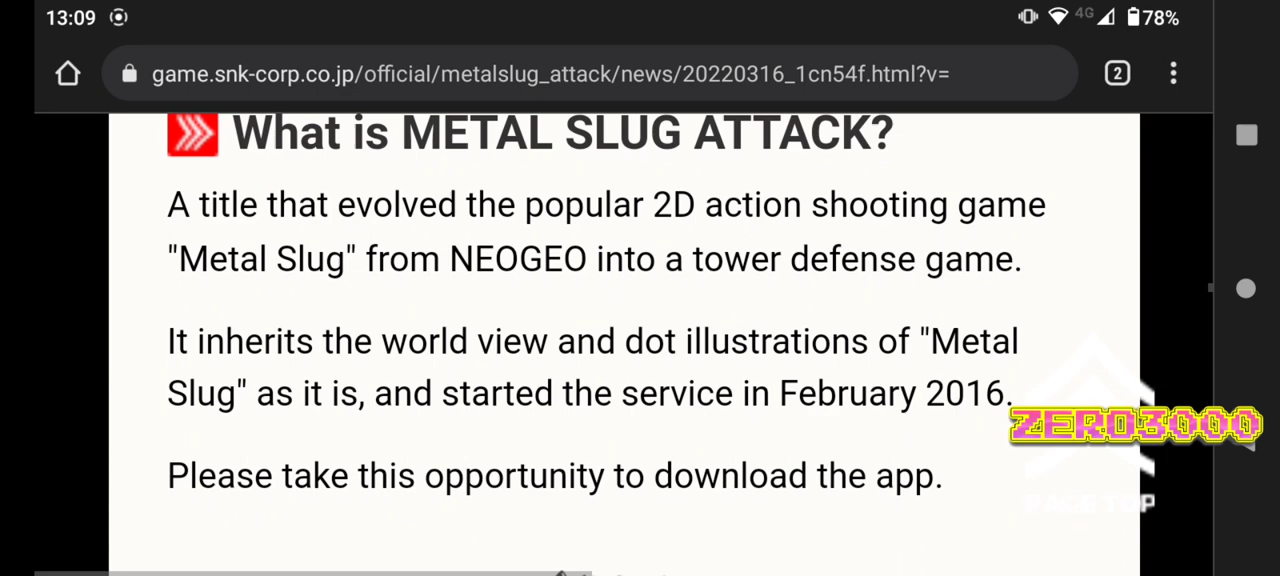 13:09
4G
78%
game.snk-corp.co.jp/official/metalslug_attack/news/20220316_1cn54f.html?v=
2
What is METAL SLUG ATTACK?
A title that evolved the popular 2D action shooting game
"Metal Slug" from NEOGEO into a tower defense game.
It inherits the world view and dot illustrations of "Metal
Slug" as it is, and started the service in February 2016.
ZERO3000
Please take this opportunity to download the app.
PAGE TOP